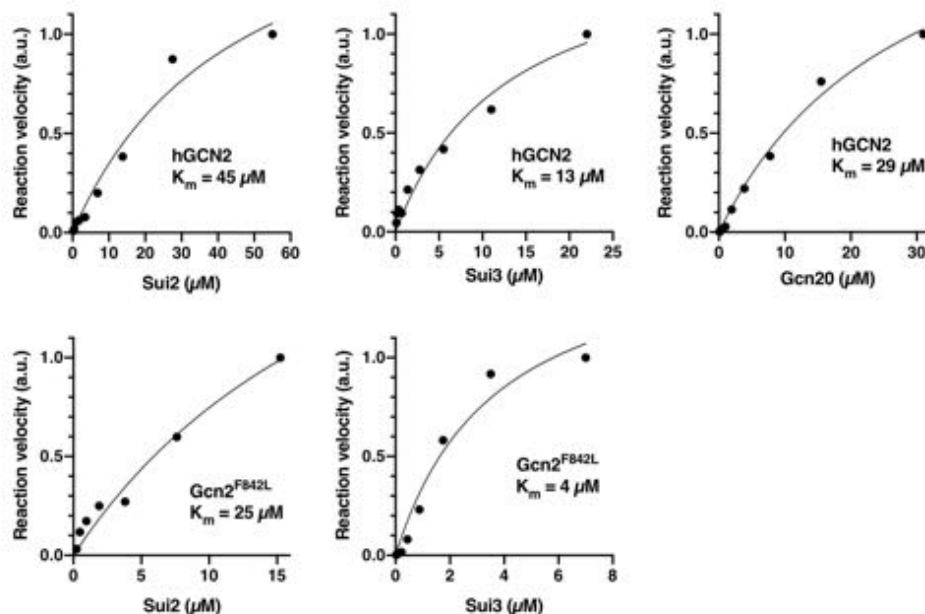 Reaction velocity (a.u.)
1.0
0.5
0.0
hGCN2
Km = 45 µM
0 10 20 30 40 50 60
Sui2 (µM)
Reaction velocity (a.u.)
1.0
0.5
0.0
hGCN2
Km = 13 µM
0 5 10 15 20 25
Sui3 (µM)
Reaction velocity (a.u.)
1.0
0.5
0.0
hGCN2
Km = 29 µM
0 10 20 30
Gcn20 (µM)
Reaction velocity (a.u.)
1.0
0.5
0.0
Gcn2F842L
Km = 25 µM
0 5 10 15
Sui2 (µM)
Reaction velocity (a.u.)
1.0
0.5
0.0
Gcn2F842L
Km = 4 µM
0 2 4 6 8
Sui3 (µM)